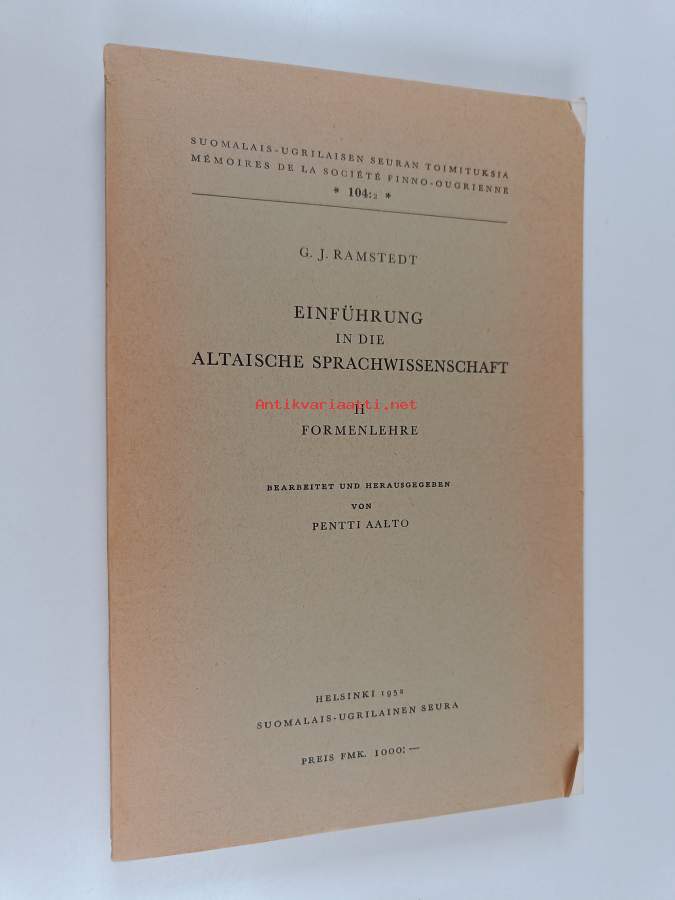 SUOMALAIS-UGRILAISEN SEURAN TOIMITUKSIA
MÉMOIRES DE LA SOCIÉTÉ FINNO-OUGRIENNE
* 104:2 *
G. J. RAMSTEDT
EINFÜHRUNG
IN DIE
ALTAISCHE SPRACHWISSENSCHAFT
Antikvariaatti.net
II
FORMENLEHRE
BEARBEITET UND HERAUSGEGEBEN
VON
PENTTI AALTO
HELSINKI 1952
SUOMALAIS-UGRILAINEN SEURA
PREIS FMK. 1000:—